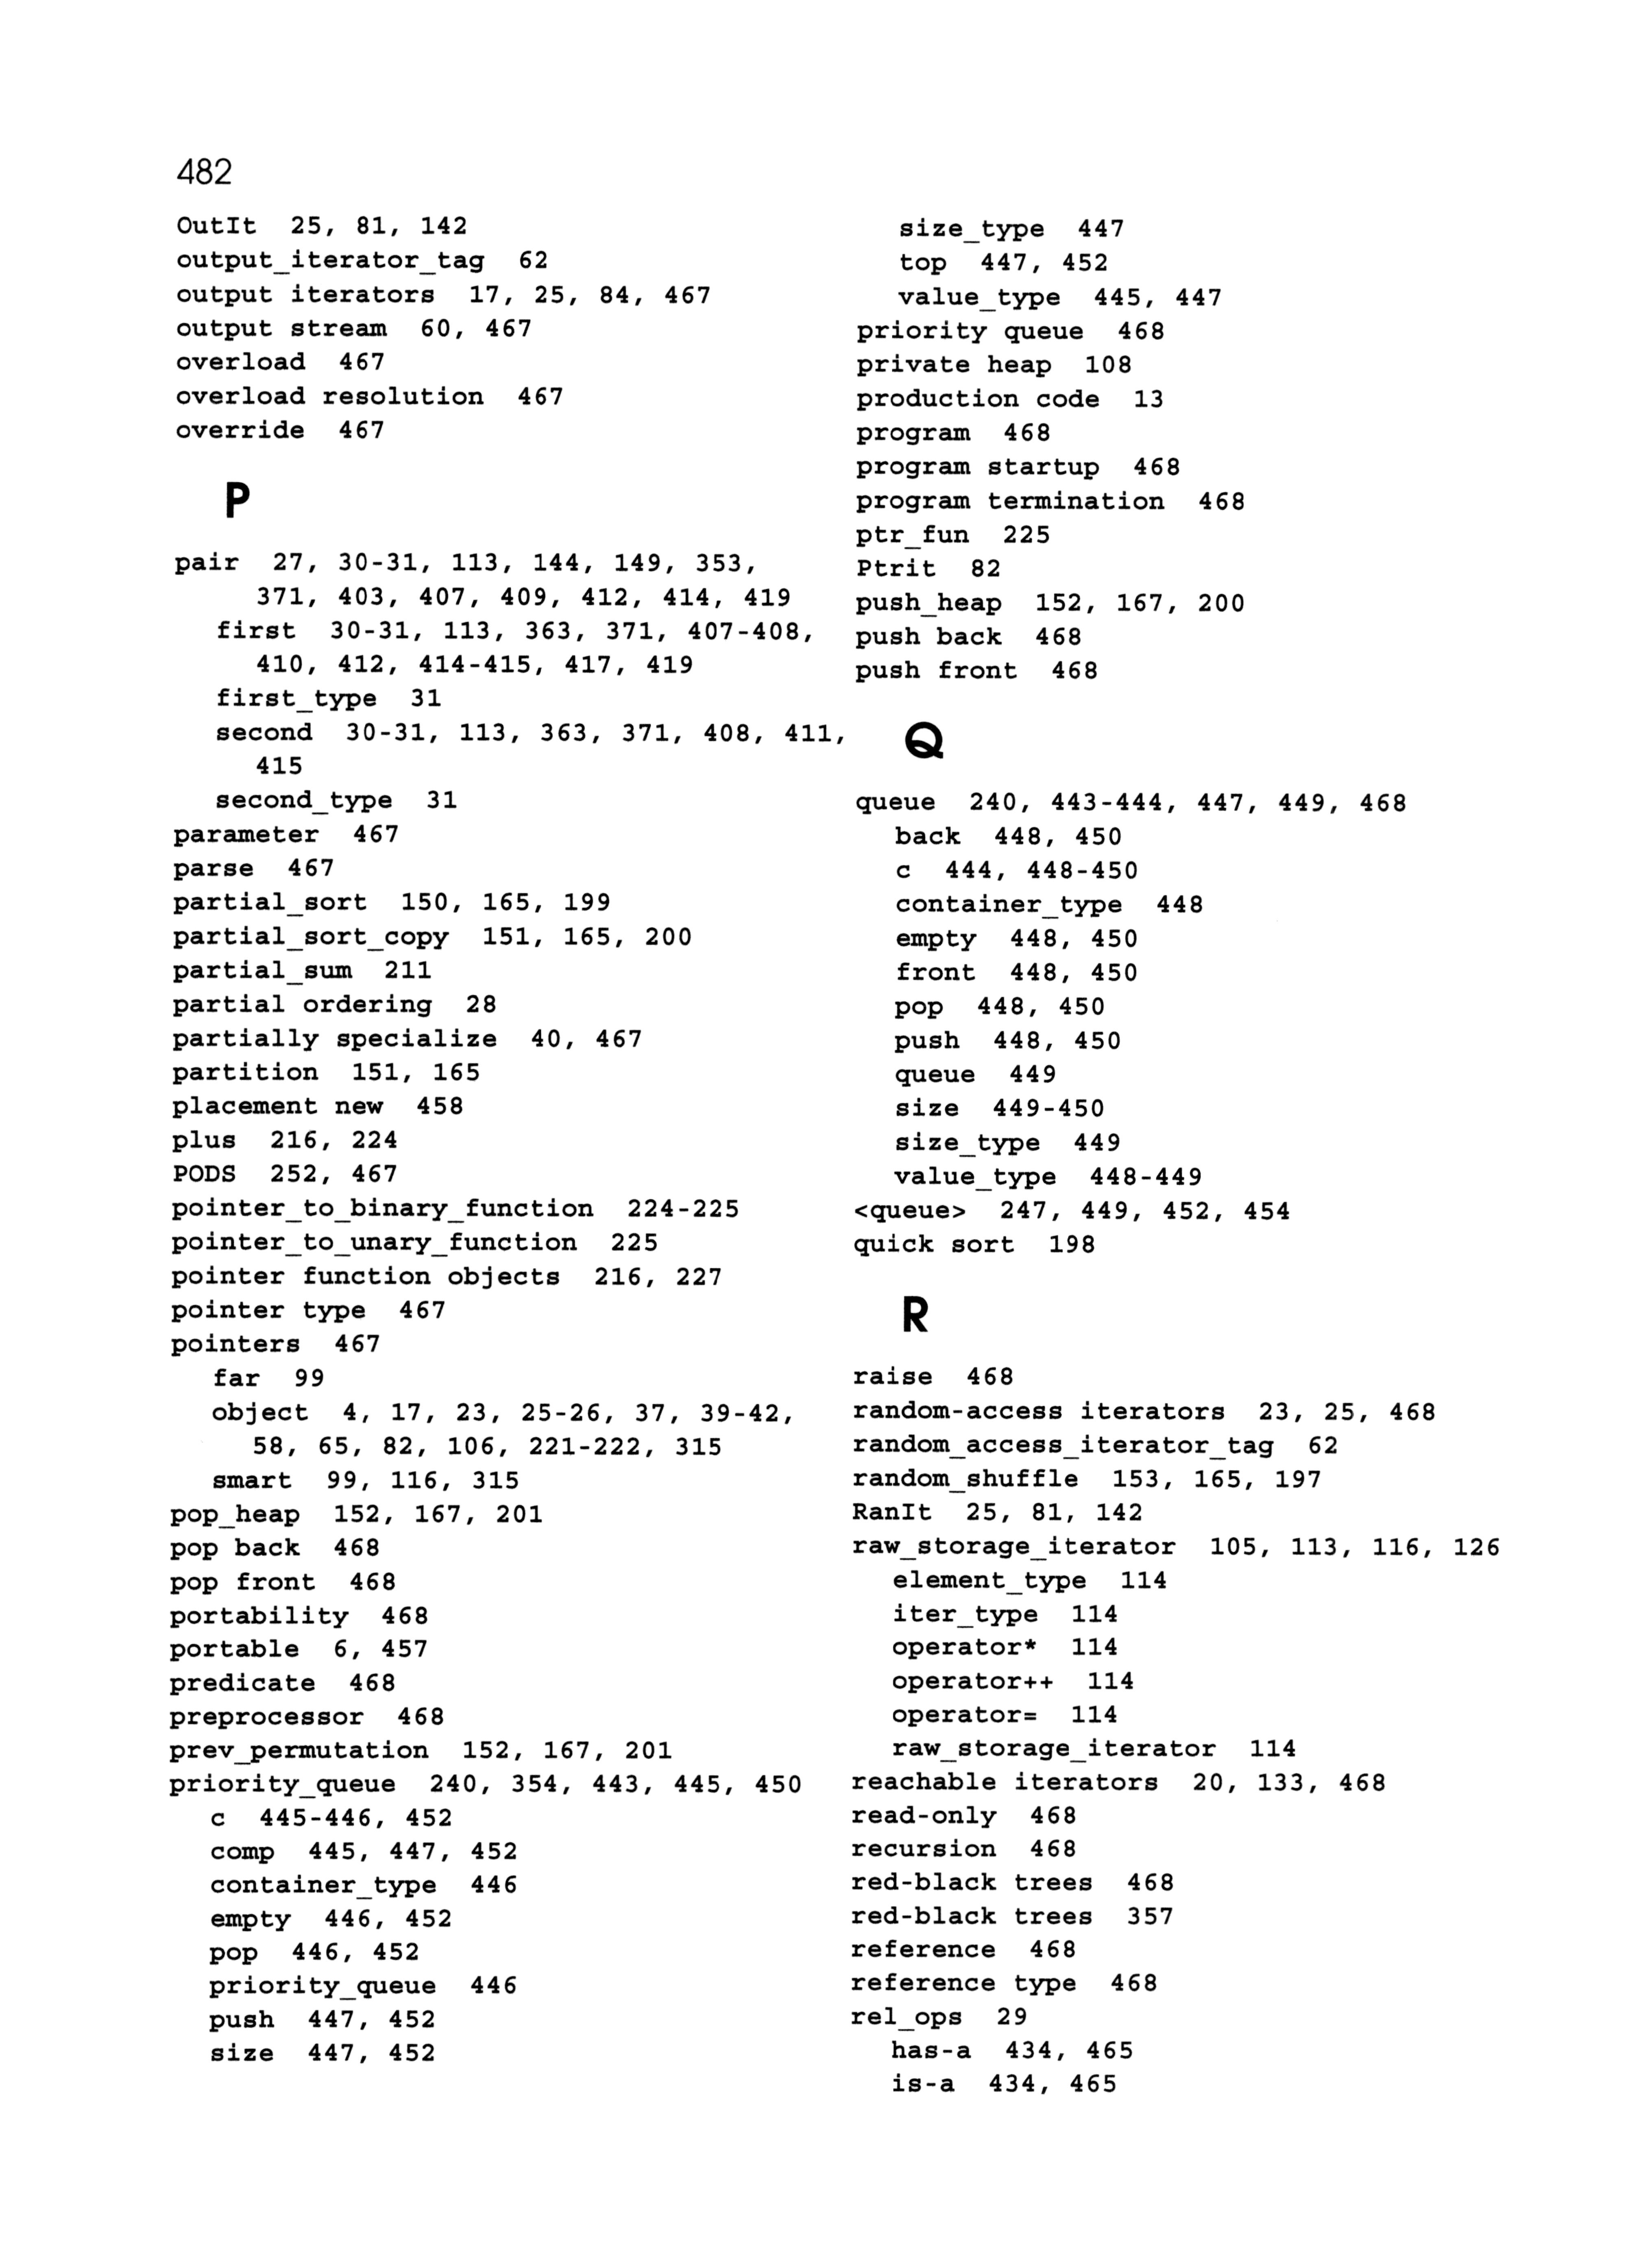 482
OutIt 25, 81, 142
output_iterator_tag 62
output iterators 17, 25, 84, 467
output stream 60, 467
overload 467
overload resolution 467
override 467
P
pair 27, 30-31, 113, 144, 149, 353,
371, 403, 407, 409, 412, 414, 419
first 30-31, 113, 363, 371, 407-408,
410, 412, 414-415, 417, 419
first_type 31
second 30-31, 113, 363, 371, 408, 411,
415
second_type 31
parameter 467
parse 467
partial_sort 150, 165, 199
partial_sort_copy 151, 165, 200
partial_sum 211
partial ordering 28
partially specialize 40, 467
partition 151, 165
placement new 458
plus 216, 224
PODS 252, 467
pointer_to_binary_function 224-225
pointer_to_unary_function 225
pointer function objects 216, 227
pointer type 467
pointers 467
far 99
object 4, 17, 23, 25-26, 37, 39-42,
58, 65, 82, 106, 221-222, 315
smart 99, 116, 315
pop_heap 152, 167, 201
pop back 468
pop front 468
portability 468
portable 6, 457
predicate 468
preprocessor 468
prev_permutation 152, 167, 201
priority_queue 240, 354, 443, 445, 450
c 445-446, 452
comp 445, 447, 452
container_type 446
empty 446, 452
pop 446, 452
priority_queue 446
push 447, 452
size 447, 452
size_type 447
top 447, 452
value_type 445, 447
priority queue 468
private heap 108
production code 13
program 468
program startup 468
program termination 468
ptr_fun 225
Ptrit 82
push_heap 152, 167, 200
push back 468
push front 468
Q
queue 240, 443-444, 447, 449, 468
back 448, 450
c 444, 448-450
container_type 448
empty 448, 450
front 448, 450
pop 448, 450
push 448, 450
queue 449
size 449-450
size_type 449
value_type 448-449
<queue> 247, 449, 452, 454
quick sort 198
R
raise 468
random-access iterators 23, 25, 468
random_access_iterator_tag 62
random_shuffle 153, 165, 197
RanIt 25, 81, 142
raw_storage_iterator 105, 113, 116, 126
element_type 114
iter_type 114
operator* 114
operator++ 114
operator= 114
raw_storage_iterator 114
reachable iterators 20, 133, 468
read-only 468
recursion 468
red-black trees 468
red-black trees 357
reference 468
reference type 468
rel_ops 29
has-a 434, 465
is-a 434, 465